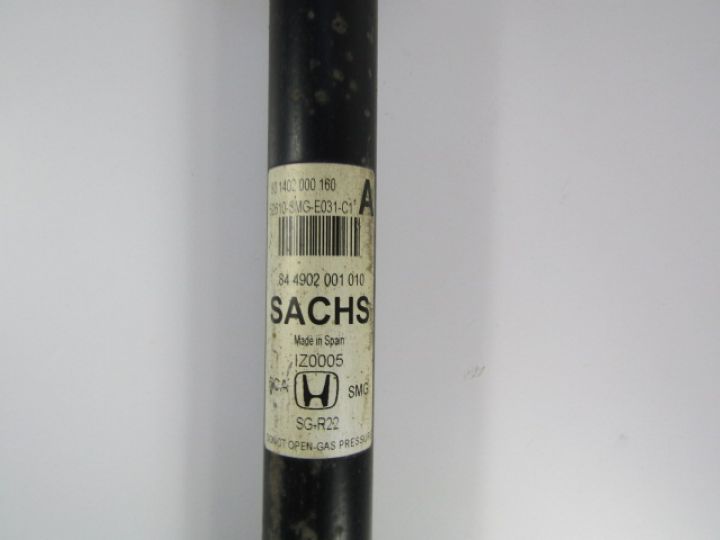 1402 000 160
A
52610-SMG-E031-C1
84 4902 001 010
SACHS
Made in Spain
IZ0005
SMG
SG-R22
DO NOT OPEN-GAS PRESSURE